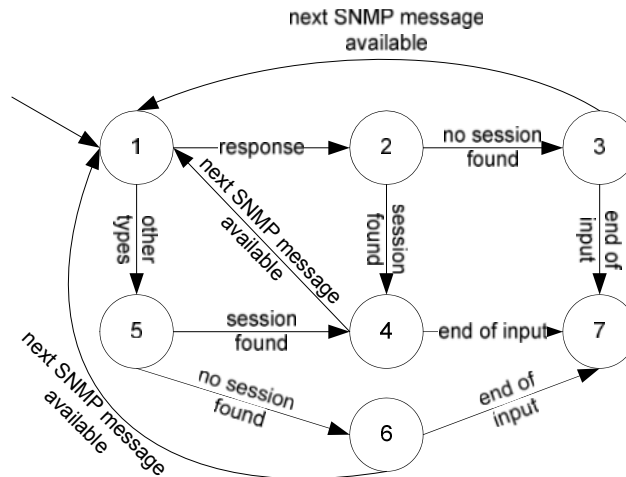 next SNMP message
available
1
response
2
no session
found
3
next SNMP message
available
other
types
session
found
end of
input
5
session
found
4
end of input
7
no session
found
6
end of
input
next SNMP message
available